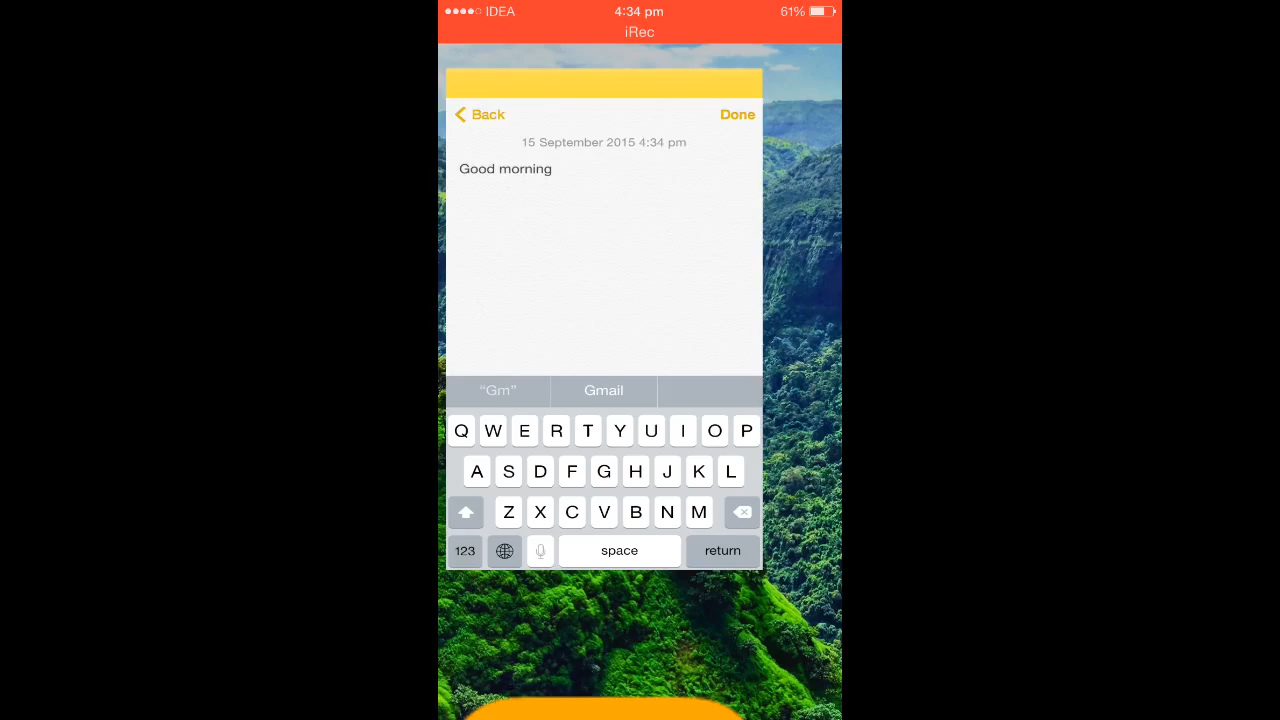 IDEA 4:34 pm 61%
iRec
Back Done
15 September 2015 4:34 pm
Good morning
“Gm” Gmail
Q W E R T Y U I O P
A S D F G H J K L
Z X C V B N M
123 space return